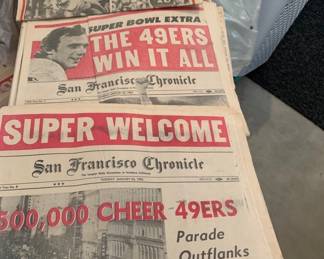 SUPER BOWL EXTRA
THE 49ERS
WIN IT ALL
San Francisco Chronicle
SUPER WELCOME
San Francisco Chronicle
500,000 CHEER 49ERS
Parade
Outflanks